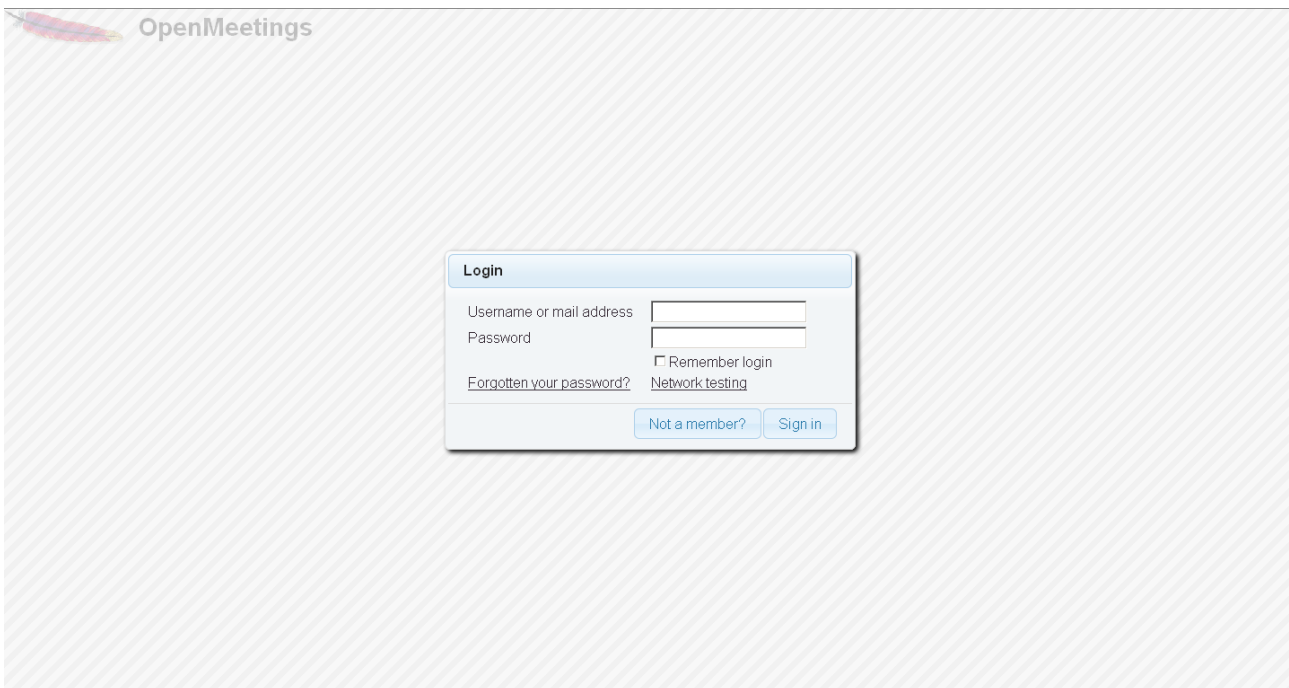 OpenMeetings
Login
Username or mail address
Password
Remember login
Forgotten your password? Network testing
Not a member? Sign in